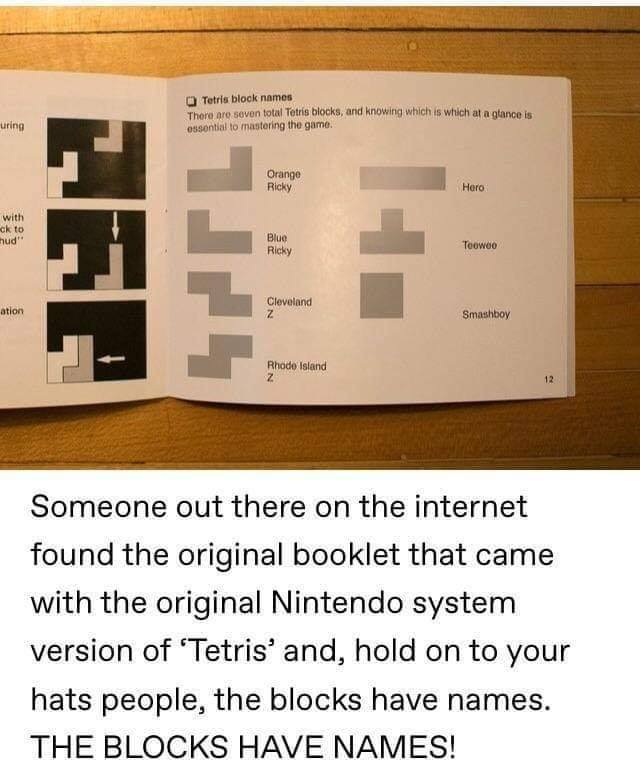 uring
with
ck to
hud"
ation
Tetris block names
There are seven total Tetris blocks, and knowing which is which at a glance is
essential to mastering the game.
Orange
Ricky
Hero
Blue
Ricky
Teewee
Cleveland
Z
Smashboy
Rhode Island
Z
12
Someone out there on the internet
found the original booklet that came
with the original Nintendo system
version of ‘Tetris’ and, hold on to your
hats people, the blocks have names.
THE BLOCKS HAVE NAMES!